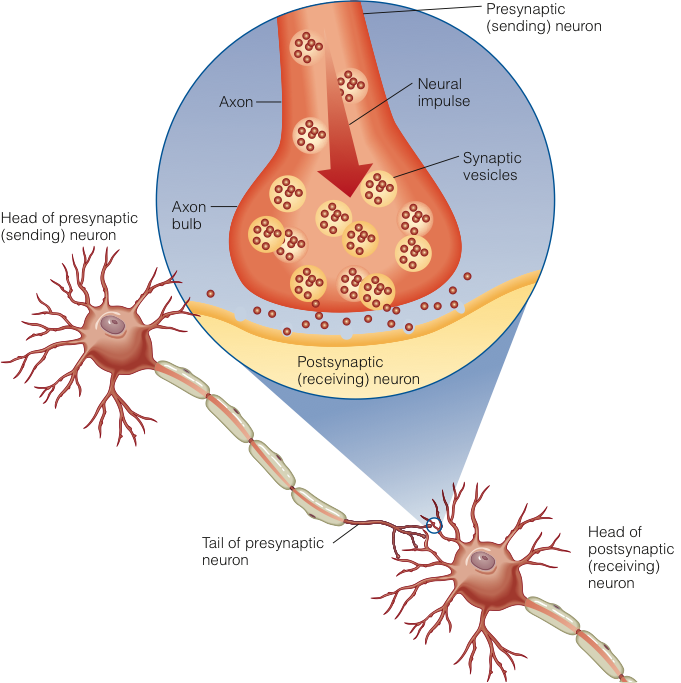 Presynaptic
(sending) neuron
Neural
impulse
Axon
Synaptic
vesicles
Axon
bulb
Head of presynaptic
(sending) neuron
Postsynaptic
(receiving) neuron
Tail of presynaptic
neuron
Head of
postsynaptic
(receiving)
neuron